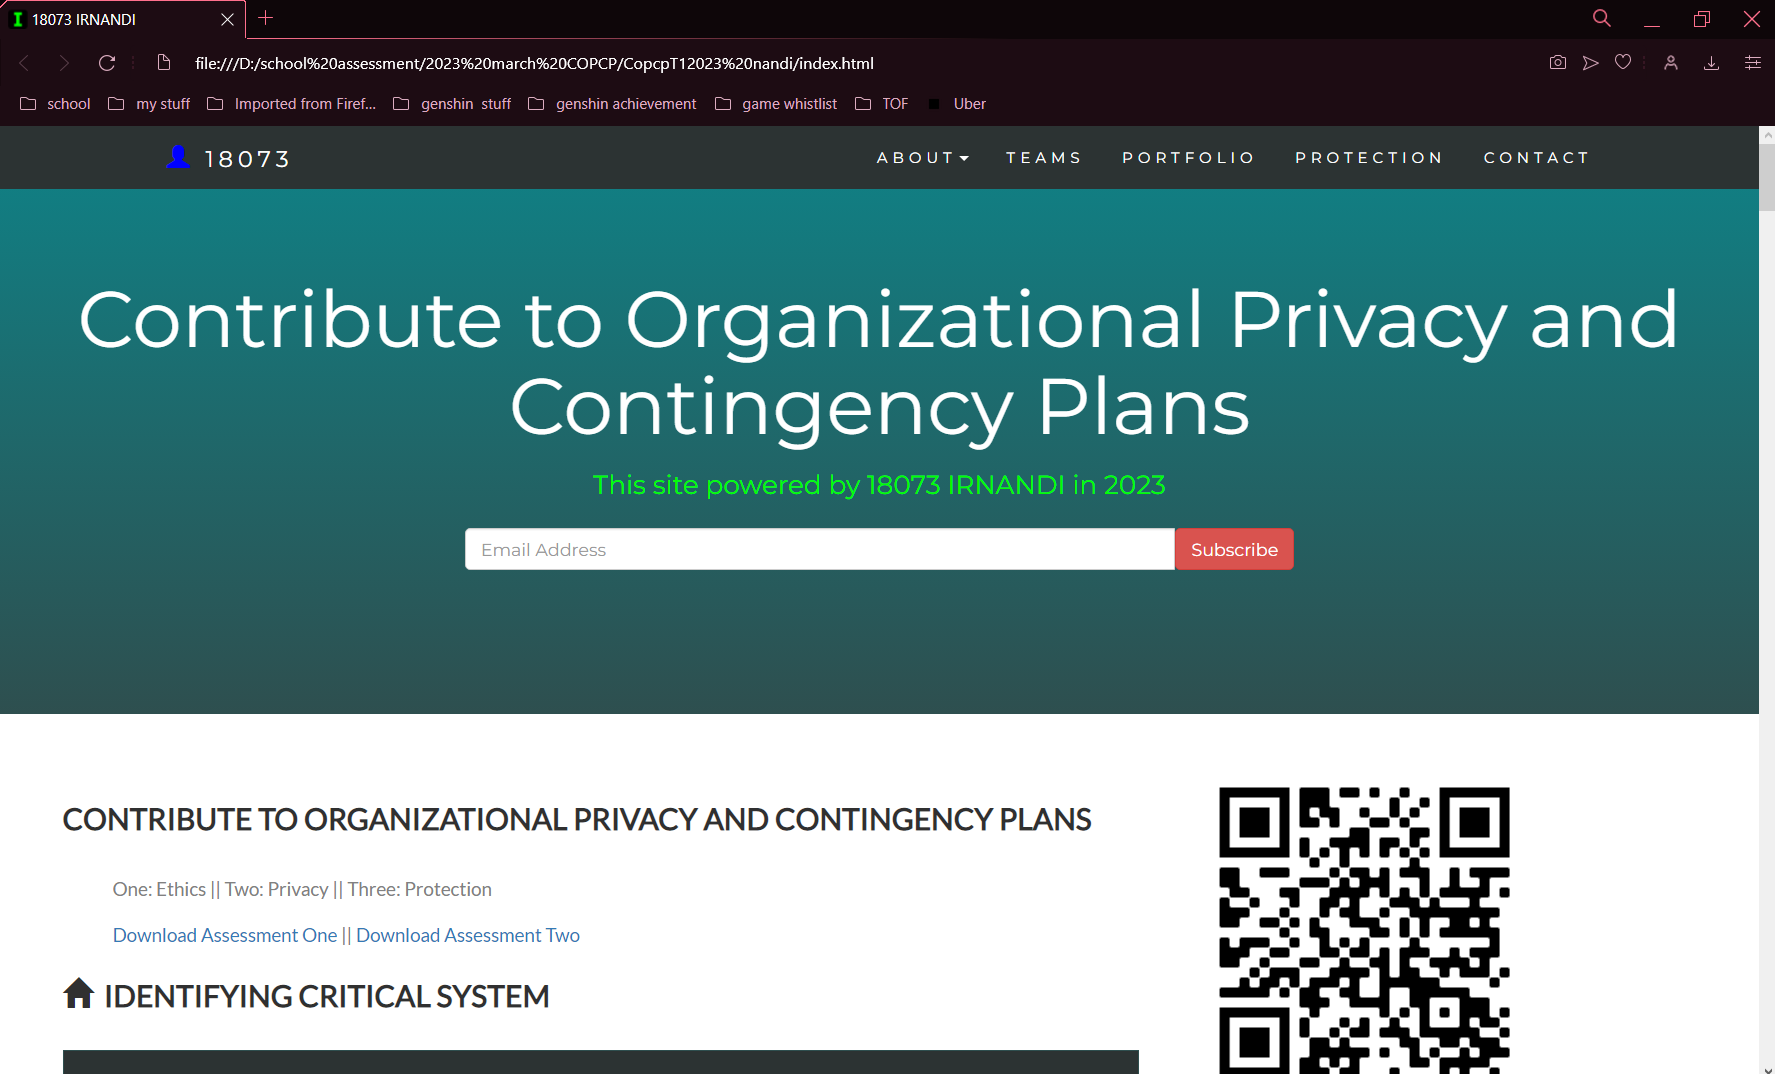 18073 IRNANDI
file:///D:/school%20assessment/2023%20march%20COPCP/CopcpT12023%20nandi/index.html
school my stuff Imported from Firef... genshin stuff genshin achievement game whistlist TOF Uber
18073 ABOUT TEAMS PORTFOLIO PROTECTION CONTACT
Contribute to Organizational Privacy and
Contingency Plans
This site powered by 18073 IRNANDI in 2023
Email Address Subscribe
CONTRIBUTE TO ORGANIZATIONAL PRIVACY AND CONTINGENCY PLANS
One: Ethics || Two: Privacy || Three: Protection
Download Assessment One || Download Assessment Two
IDENTIFYING CRITICAL SYSTEM